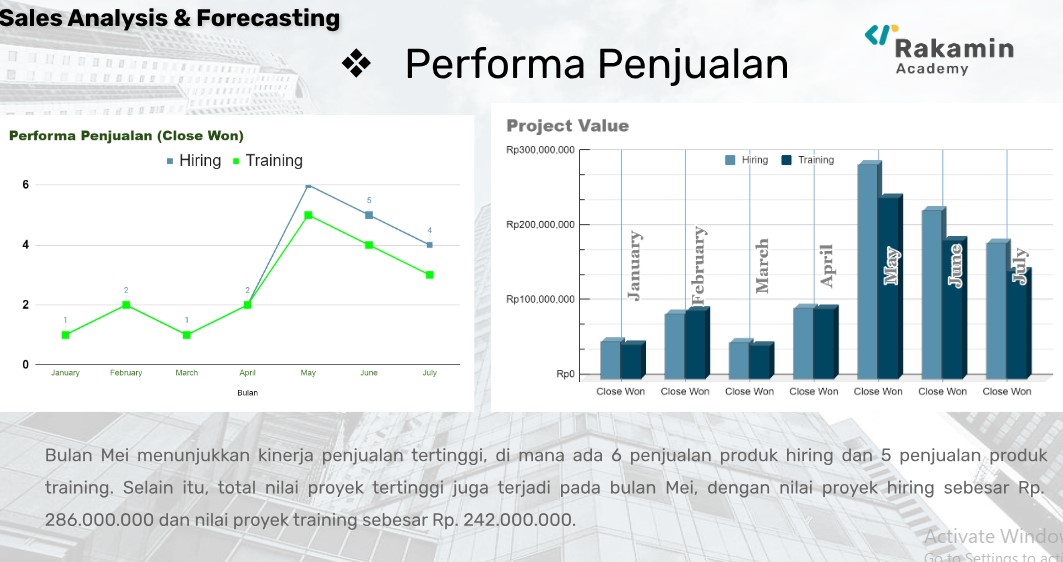 Sales Analysis & Forecasting
❖ Performa Penjualan
Rakamin
Academy
Performa Penjualan (Close Won)
Hiring Training
6
4
2
0
1
2
1
2
5
4
January February March April May June July
Bulan
Project Value
Hiring Training
Rp300,000,000
Rp200,000,000
Rp100,000,000
Rp0
January
February
March
April
May
June
July
Close Won Close Won Close Won Close Won Close Won Close Won Close Won
Bulan Mei menunjukkan kinerja penjualan tertinggi, di mana ada 6 penjualan produk hiring dan 5 penjualan produk
training. Selain itu, total nilai proyek tertinggi juga terjadi pada bulan Mei, dengan nilai proyek hiring sebesar Rp.
286.000.000 dan nilai proyek training sebesar Rp. 242.000.000.
Activate Window
Go to Settings to acti